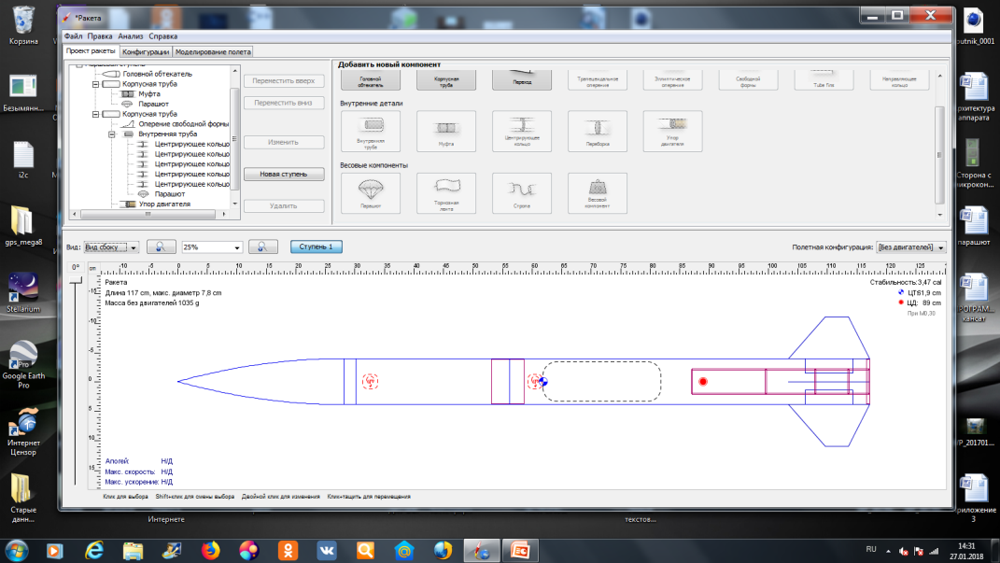 Корзина
Безымянн...
i2c
gps_mega8
Stellarium
Google Earth
Pro
Интернет
Цензор
Старые
данн...
*Ракета
Файл Правка Анализ Справка
Проект ракеты Конфигурации Моделирование полета
Головной обтекатель
Корпусная труба
Муфта
Парашют
Корпусная труба
Оперение свободной формы
Внутренняя труба
Центрирующее кольцо
Центрирующее кольцо
Центрирующее кольцо
Центрирующее кольцо
Центрирующее кольцо
Парашют
Упор двигателя
Переместить вверх
Переместить вниз
Изменить
Новая ступень
Удалить
Добавить новый компонент
Головной обтекатель
Корпусная труба
Переход
Трапецеидальное оперение
Эллиптическое оперение
Свободной формы
Tube Fins
Направляющее кольцо
Внутренние детали
Внутренняя труба
Муфта
Центрирующее кольцо
Переборка
Упор двигателя
Весовые компоненты
Парашют
Тормозная лента
Стропа
Весовой компонент
Вид: Вид сбоку 25% Ступень 1
Полетная конфигурация: [Без двигателей]
0° cm -10 -5 0 5 10 15 20 25 30 35 40 45 50 55 60 65 70 75 80 85 90 95 100 105 110 115 120 125
-15
-10
-5
0
5
10
15
Ракета
Длина 117 cm, макс. диаметр 7,8 cm
Масса без двигателей 1035 g
Стабильность:3,47 cal
ЦТ:61,9 cm
ЦД: 89 cm
При M0,30
Апогей: Н/Д
Макс. скорость: Н/Д
Макс. ускорение: Н/Д
Клик для выбора Shift+клик для смены выбора Двойной клик для изменения Клик+тащить для перемещения
Интернете
текстов...
utnik_0001
рхитектура
аппарата
Сторона с
микрокон...
парашют
РОГРАМ...
кансат
/P_201701...
риложение
3
RU
14:31
27.01.2018